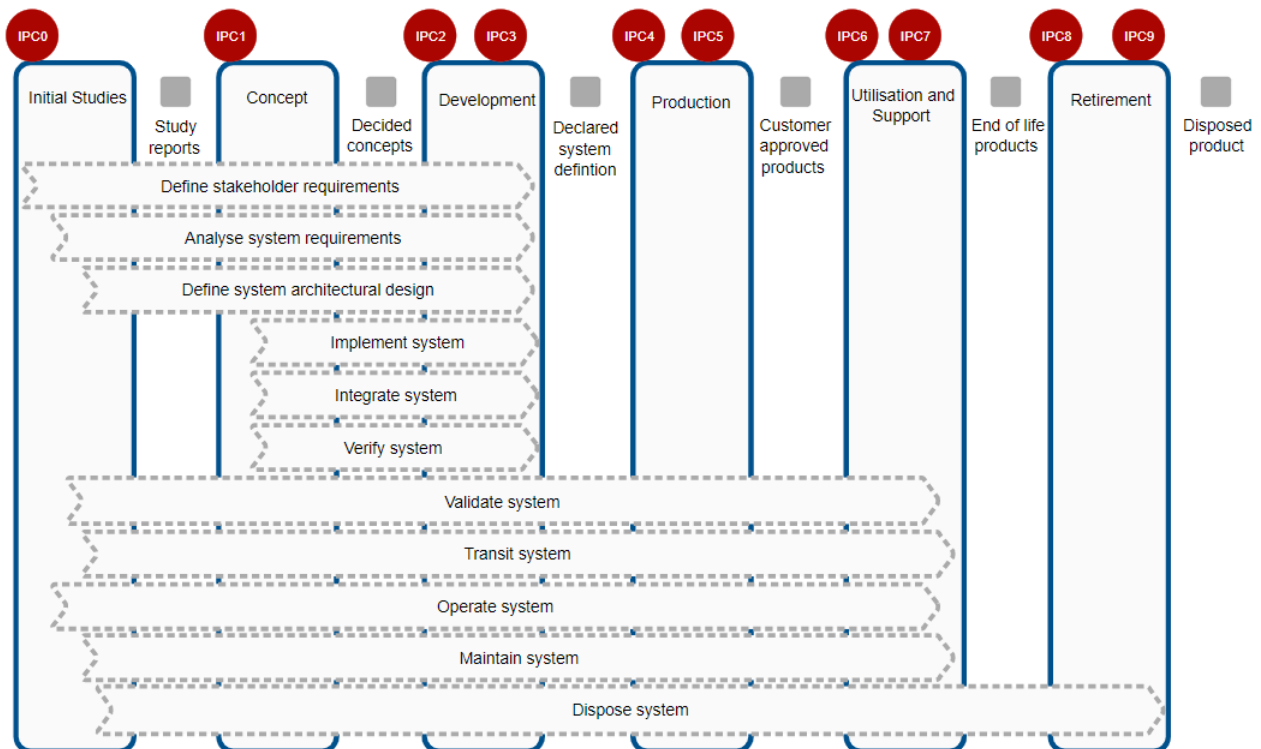 IPC0
IPC1
IPC2
IPC3
IPC4
IPC5
IPC6
IPC7
IPC8
IPC9
Initial Studies
Study
reports
Concept
Decided
concepts
Development
Declared
system
defintion
Production
Customer
approved
products
Utilisation and
Support
End of life
products
Retirement
Disposed
product
Define stakeholder requirements
Analyse system requirements
Define system architectural design
Implement system
Integrate system
Verify system
Validate system
Transit system
Operate system
Maintain system
Dispose system